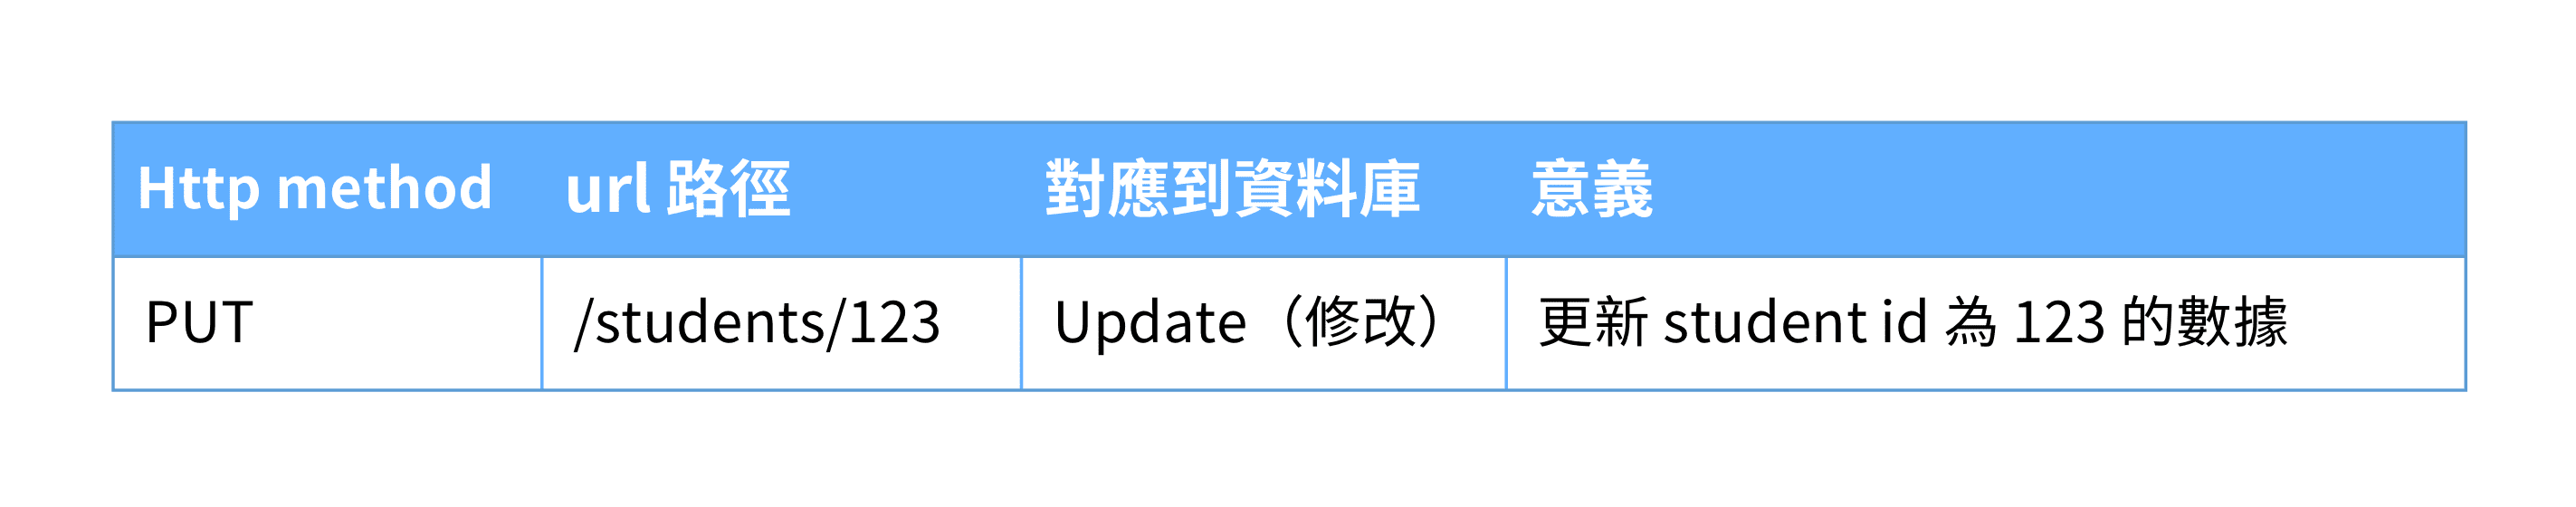 Http method url 路徑 對應到資料庫 意義
PUT /students/123 Update（修改） 更新 student id 為 123 的數據